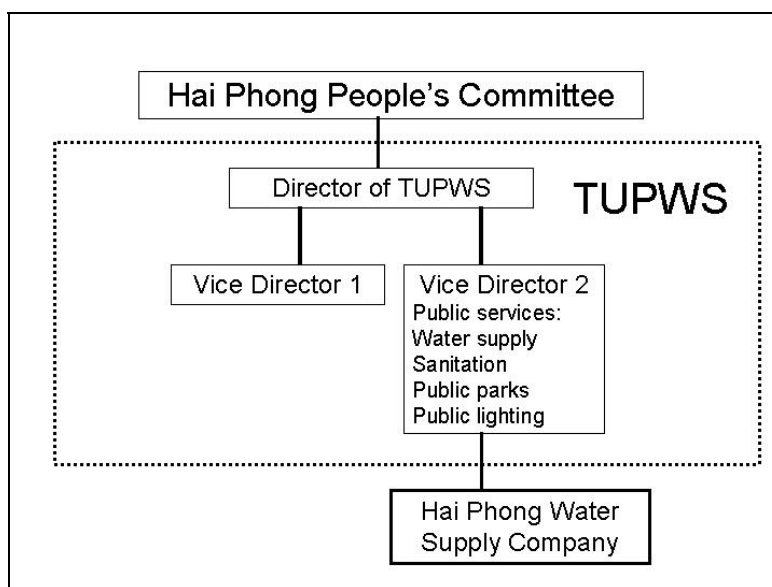 Hai Phong People's Committee
Director of TUPWS
TUPWS
Vice Director 1
Vice Director 2
Public services:
Water supply
Sanitation
Public parks
Public lighting
Hai Phong Water
Supply Company